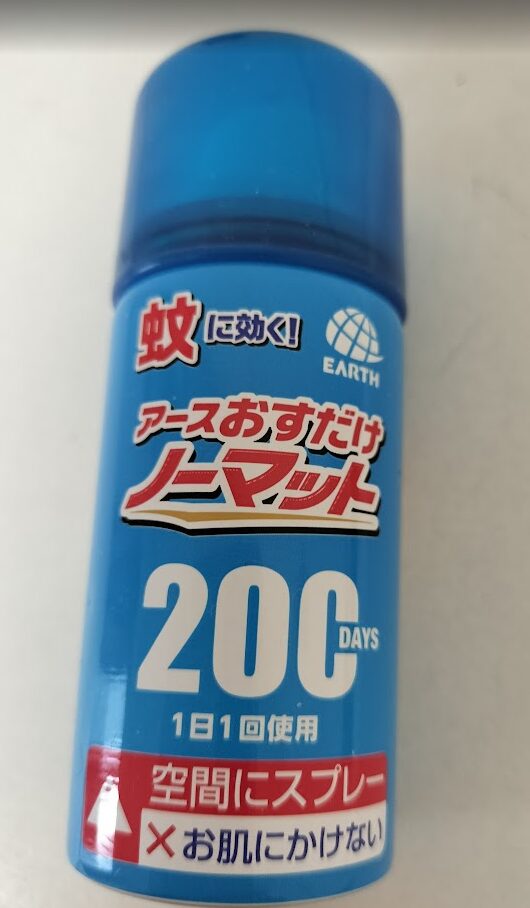 蚊に効く!
EARTH
アースおすだけ
ノーマット
200
DAYS
1日1回使用
空間にスプレー
×お肌にかけない